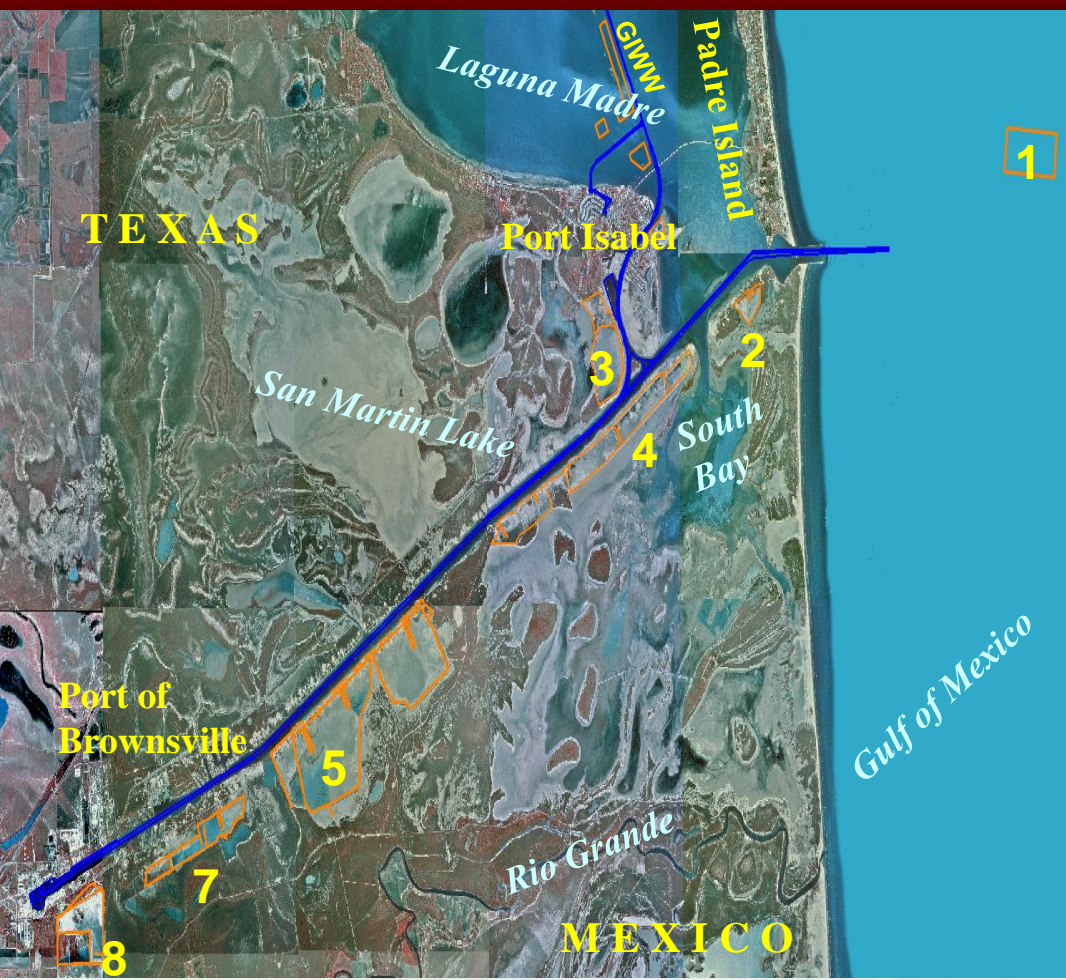 GIWW
Padre Island
Laguna Madre
1
TEXAS
Port Isabel
2
3
San Martin Lake
South
Bay
4
Gulf of Mexico
Port of
Brownsville
5
Rio Grande
7
MEXICO
8